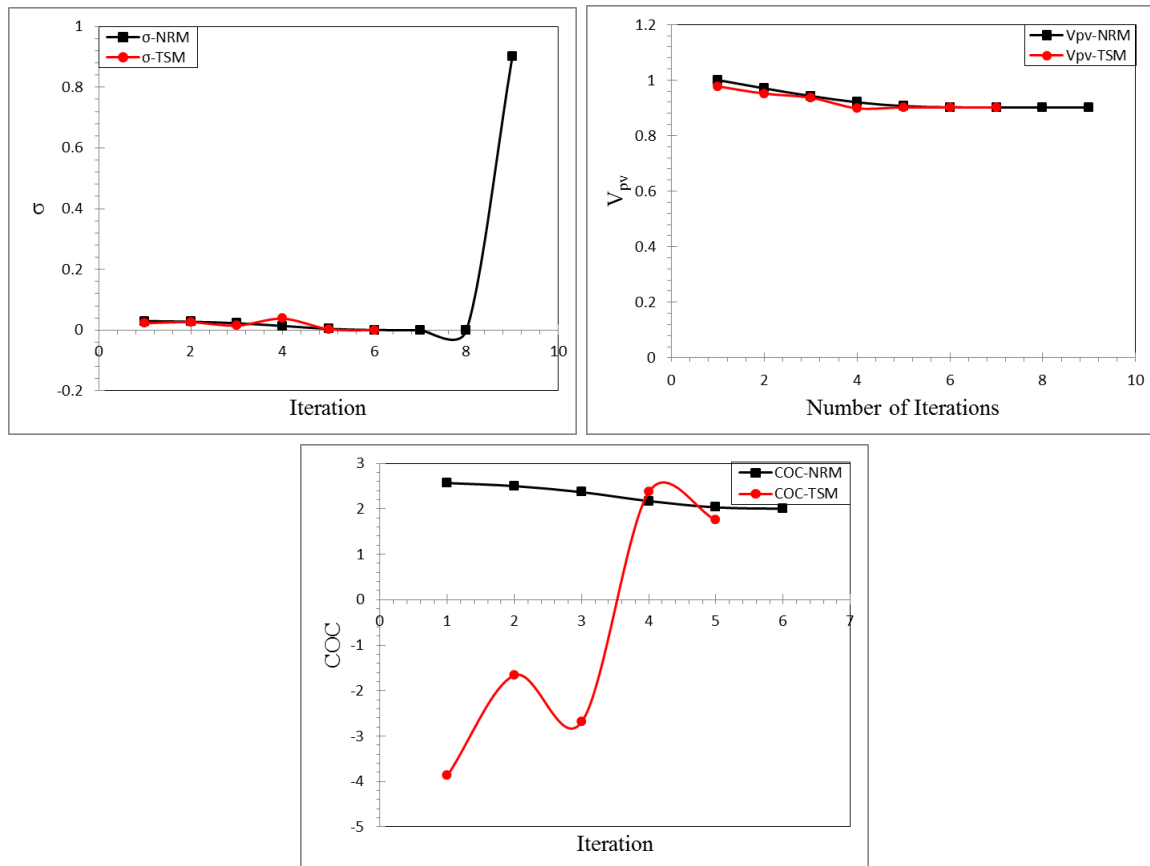 1
0.8
0.6
0.4
0.2
0
-0.2
0 2 4 6 8 10
σ
Iteration
σ-NRM
σ-TSM
1.2
1
0.8
0.6
0.4
0.2
0
0 2 4 6 8 10
Vpv
Number of Iterations
Vpv-NRM
Vpv-TSM
3
2
1
0
-1
-2
-3
-4
-5
0 1 2 3 4 5 6 7
COC
Iteration
COC-NRM
COC-TSM